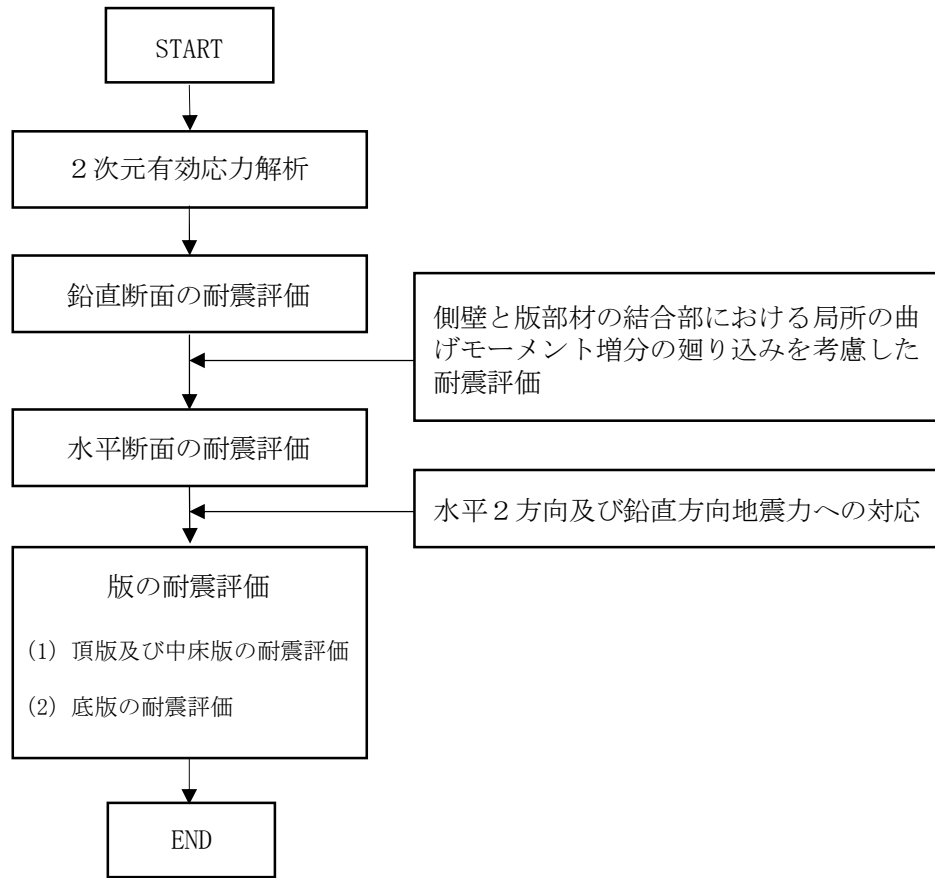 START
２次元有効応力解析
鉛直断面の耐震評価
側壁と版部材の結合部における局所の曲
げモーメント増分の廻り込みを考慮した
耐震評価
水平断面の耐震評価
水平２方向及び鉛直方向地震力への対応
版の耐震評価
(1) 頂版及び中床版の耐震評価
(2) 底版の耐震評価
END